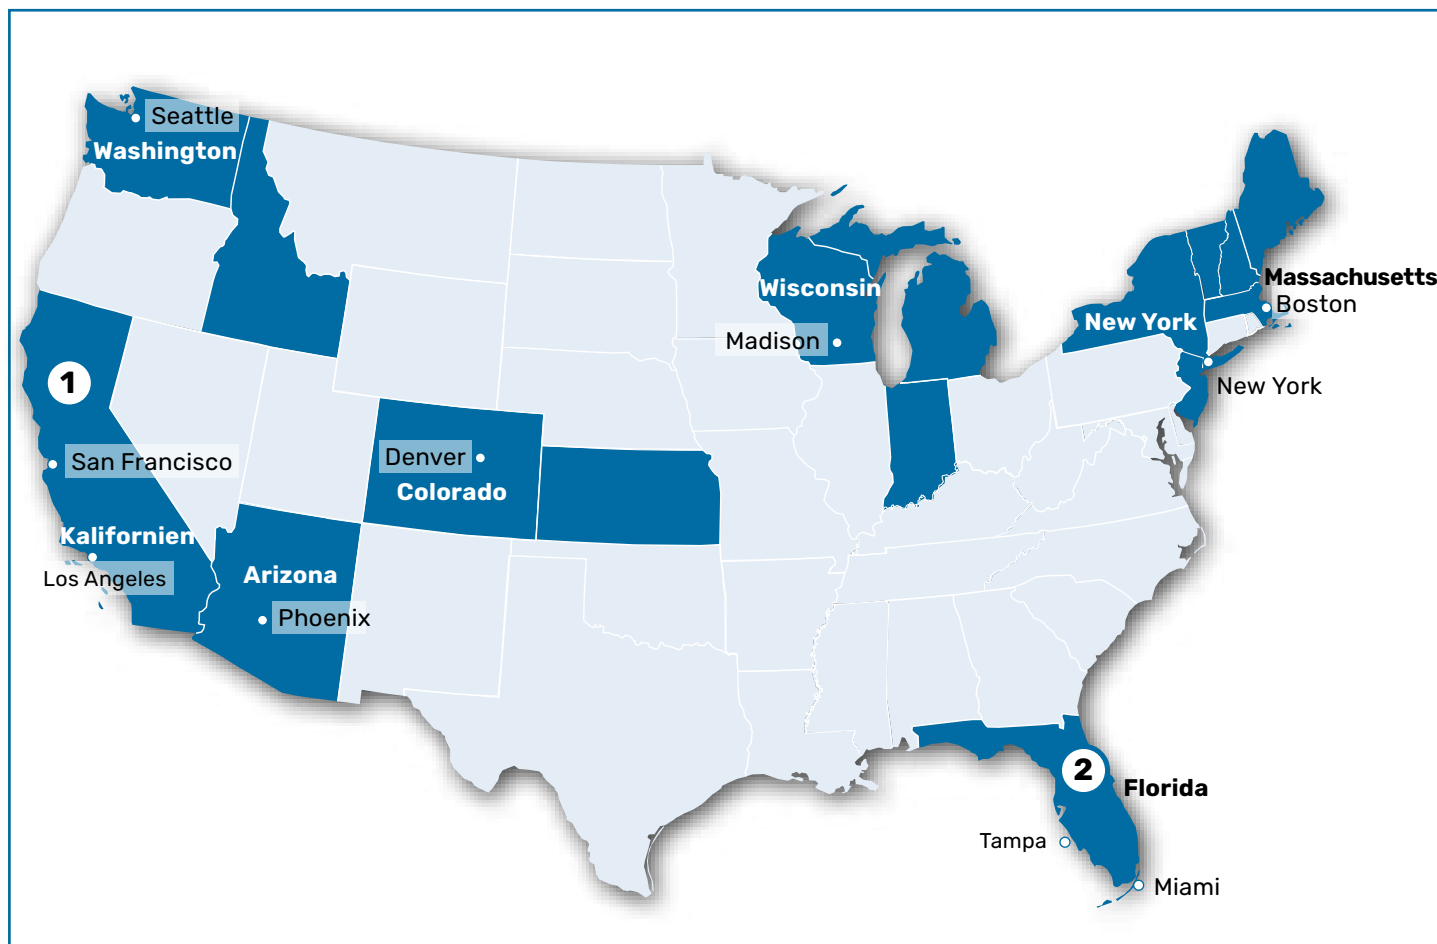 Seattle
Washington
Massachusetts
Boston
Wisconsin
New York
Madison
1
New York
San Francisco
Denver
Colorado
Kalifornien
Los Angeles
Arizona
Phoenix
2
Florida
Tampa
Miami